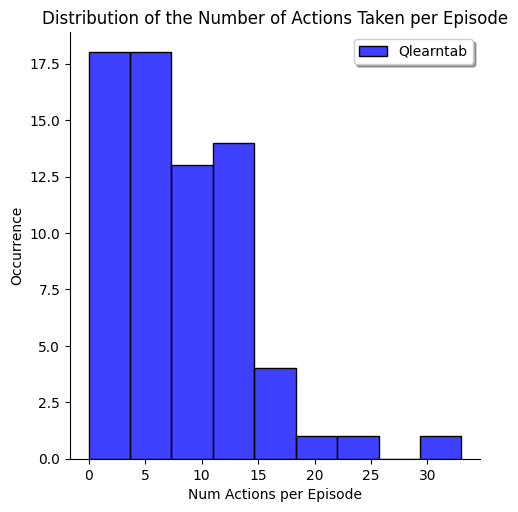 Distribution of the Number of Actions Taken per Episode
Qlearntab
17.5
15.0
12.5
10.0
7.5
5.0
2.5
0.0
Occurrence
0 5 10 15 20 25 30
Num Actions per Episode